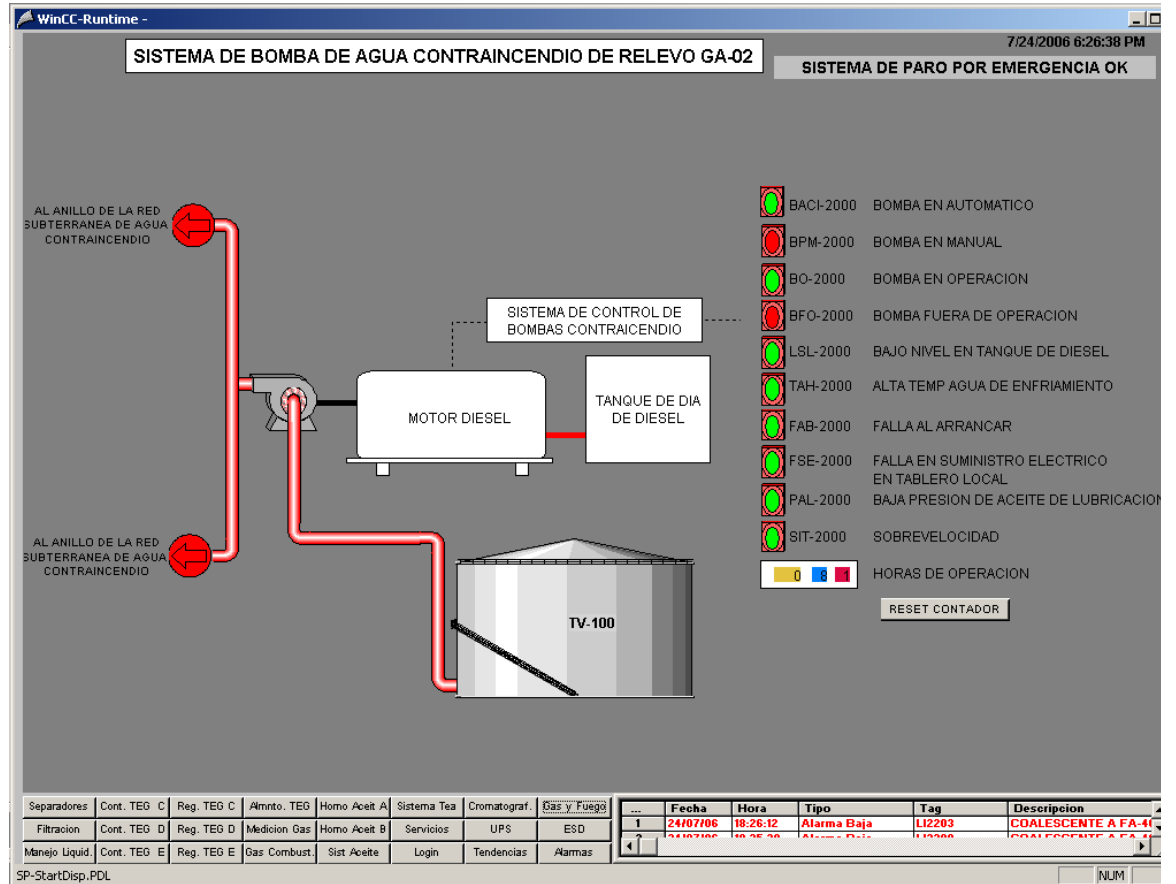 WinCC-Runtime -
7/24/2006 6:26:38 PM
SISTEMA DE BOMBA DE AGUA CONTRAINCENDIO DE RELEVO GA-02
SISTEMA DE PARO POR EMERGENCIA OK
AL ANILLO DE LA RED
SUBTERRANEA DE AGUA
CONTRAINCENDIO
BACI-2000 BOMBA EN AUTOMATICO
BPM-2000 BOMBA EN MANUAL
BO-2000 BOMBA EN OPERACION
SISTEMA DE CONTROL DE
BOMBAS CONTRAICENDIO
BFO-2000 BOMBA FUERA DE OPERACION
LSL-2000 BAJO NIVEL EN TANQUE DE DIESEL
TAH-2000 ALTA TEMP AGUA DE ENFRIAMIENTO
MOTOR DIESEL
TANQUE DE DIA
DE DIESEL
FAB-2000 FALLA AL ARRANCAR
FSE-2000 FALLA EN SUMINISTRO ELECTRICO
EN TABLERO LOCAL
PAL-2000 BAJA PRESION DE ACEITE DE LUBRICACION
SIT-2000 SOBREVELOCIDAD
AL ANILLO DE LA RED
SUBTERRANEA DE AGUA
CONTRAINCENDIO
0 8 1 HORAS DE OPERACION
RESET CONTADOR
TV-100
Separadores Cont. TEG C Reg. TEG C Almnto. TEG Horno Aceit A Sistema Tea Cromatograf. Gas y Fuego
Filtracion Cont. TEG D Reg. TEG D Medicion Gas Horno Aceit B Servicios UPS ESD
Manejo Liquid. Cont. TEG E Reg. TEG E Gas Combust. Sist Aceite Login Tendencias Alarmas
... Fecha Hora Tipo Tag Descripcion
1 24/07/06 18:26:12 Alarma Baja LI2203 COALESCENTE A FA-40
SP-StartDisp.PDL
NUM